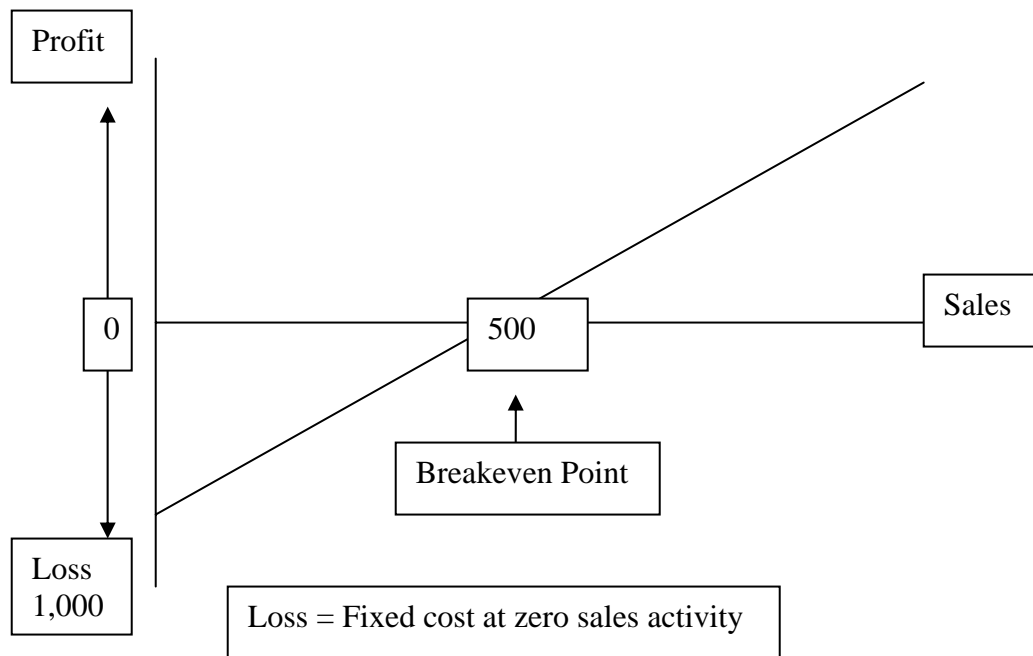 Profit
0
500
Sales
Breakeven Point
Loss
1,000
Loss = Fixed cost at zero sales activity